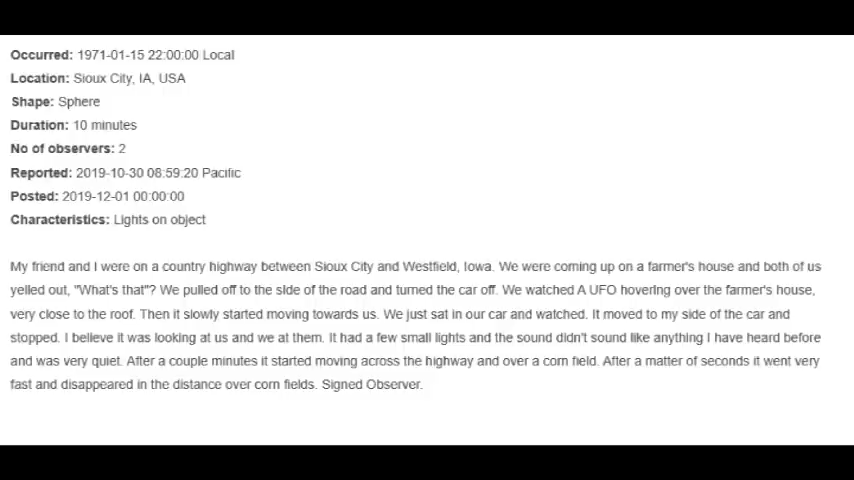 Occurred: 1971-01-15 22:00:00 Local
Location: Sioux City, IA, USA
Shape: Sphere
Duration: 10 minutes
No of observers: 2
Reported: 2019-10-30 08:59:20 Pacific
Posted: 2019-12-01 00:00:00
Characteristics: Lights on object
My friend and I were on a country highway between Sioux City and Westfield, Iowa. We were coming up on a farmer's house and both of us
yelled out, "What's that"? We pulled off to the side of the road and turned the car off. We watched A UFO hovering over the farmer's house,
very close to the roof. Then it slowly started moving towards us. We just sat in our car and watched. It moved to my side of the car and
stopped. I believe it was looking at us and we at them. It had a few small lights and the sound didn't sound like anything I have heard before
and was very quiet. After a couple minutes it started moving across the highway and over a corn field. After a matter of seconds it went very
fast and disappeared in the distance over corn fields. Signed Observer.